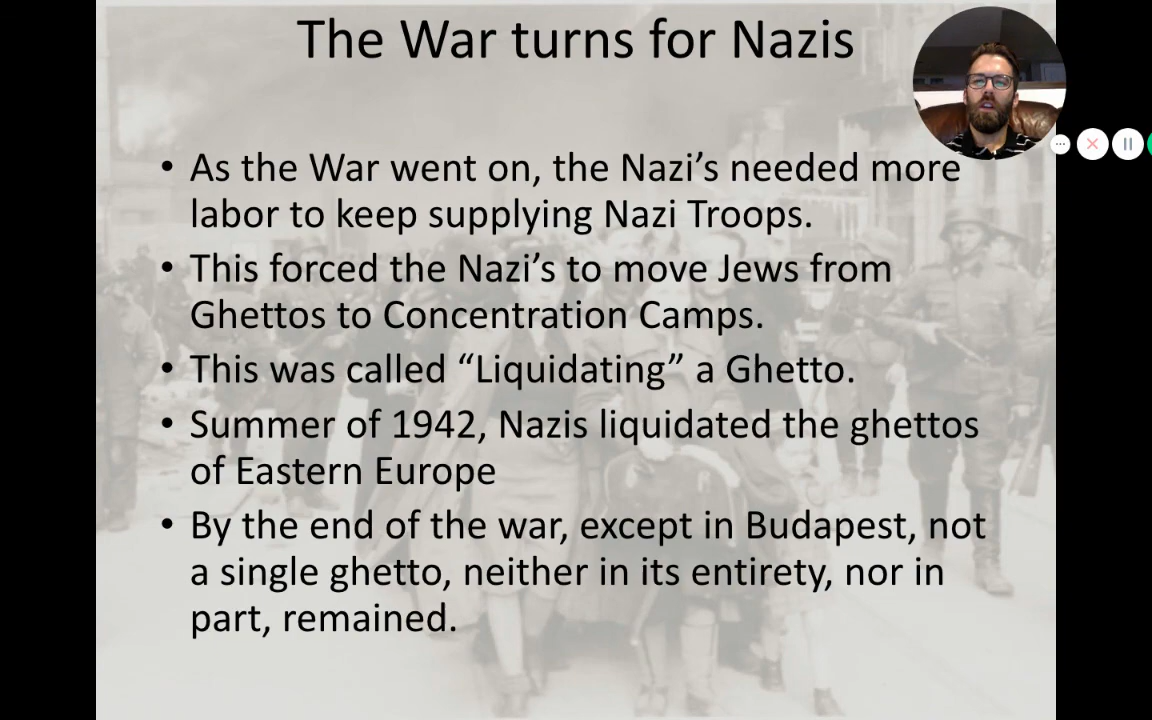 The War turns for Nazis
• As the War went on, the Nazi’s needed more
labor to keep supplying Nazi Troops.
• This forced the Nazi’s to move Jews from
Ghettos to Concentration Camps.
• This was called “Liquidating” a Ghetto.
• Summer of 1942, Nazis liquidated the ghettos
of Eastern Europe
• By the end of the war, except in Budapest, not
a single ghetto, neither in its entirety, nor in
part, remained.